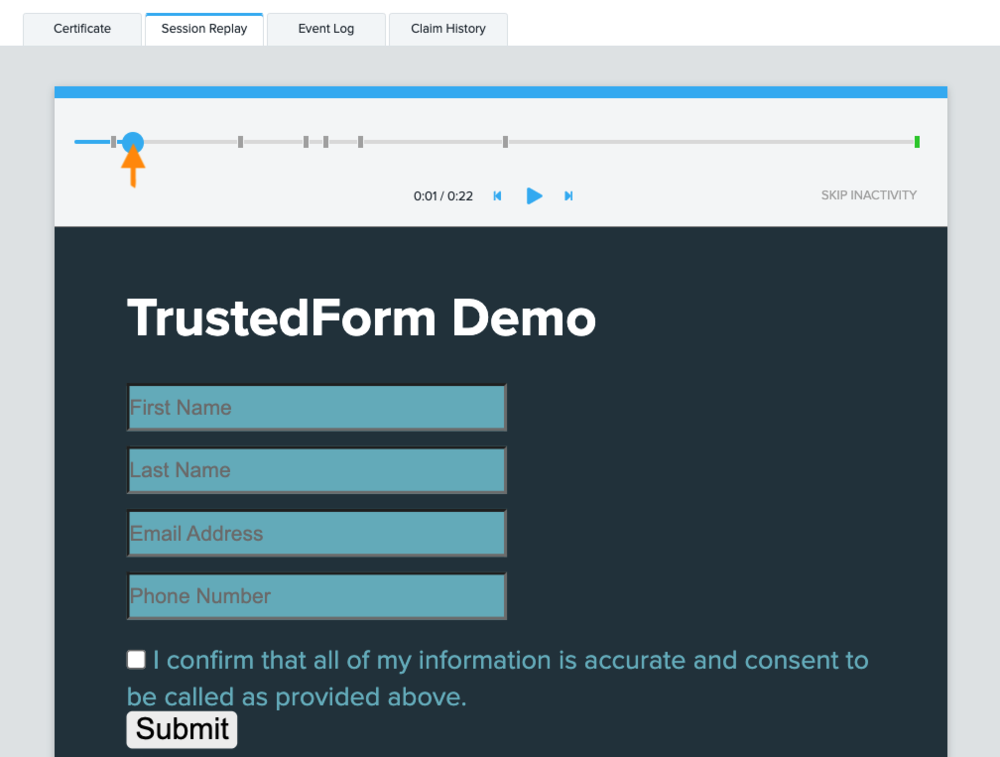 Certificate
Session Replay
Event Log
Claim History
0:01 / 0:22
SKIP INACTIVITY
TrustedForm Demo
First Name
Last Name
Email Address
Phone Number
I confirm that all of my information is accurate and consent to
be called as provided above.
Submit